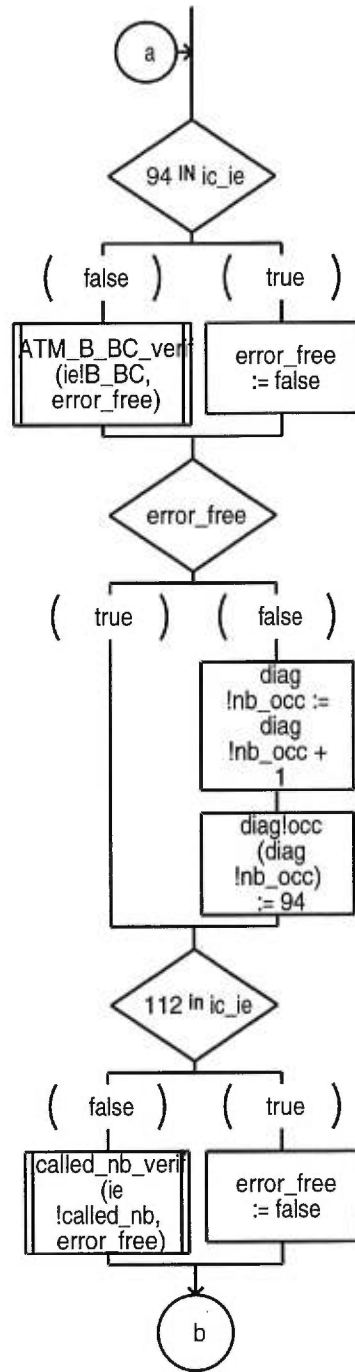 a
94 IN ic_ie
( false )
( true )
ATM_B_BC_verif
(ie!B_BC,
error_free)
error_free
:= false
error_free
( true )
( false )
diag
!nb_occ :=
diag
!nb_occ +
1
diag!occ
(diag
!nb_occ)
:= 94
112 in ic_ie
( false )
( true )
called_nb_verif
(ie
!called_nb,
error_free)
error_free
:= false
b